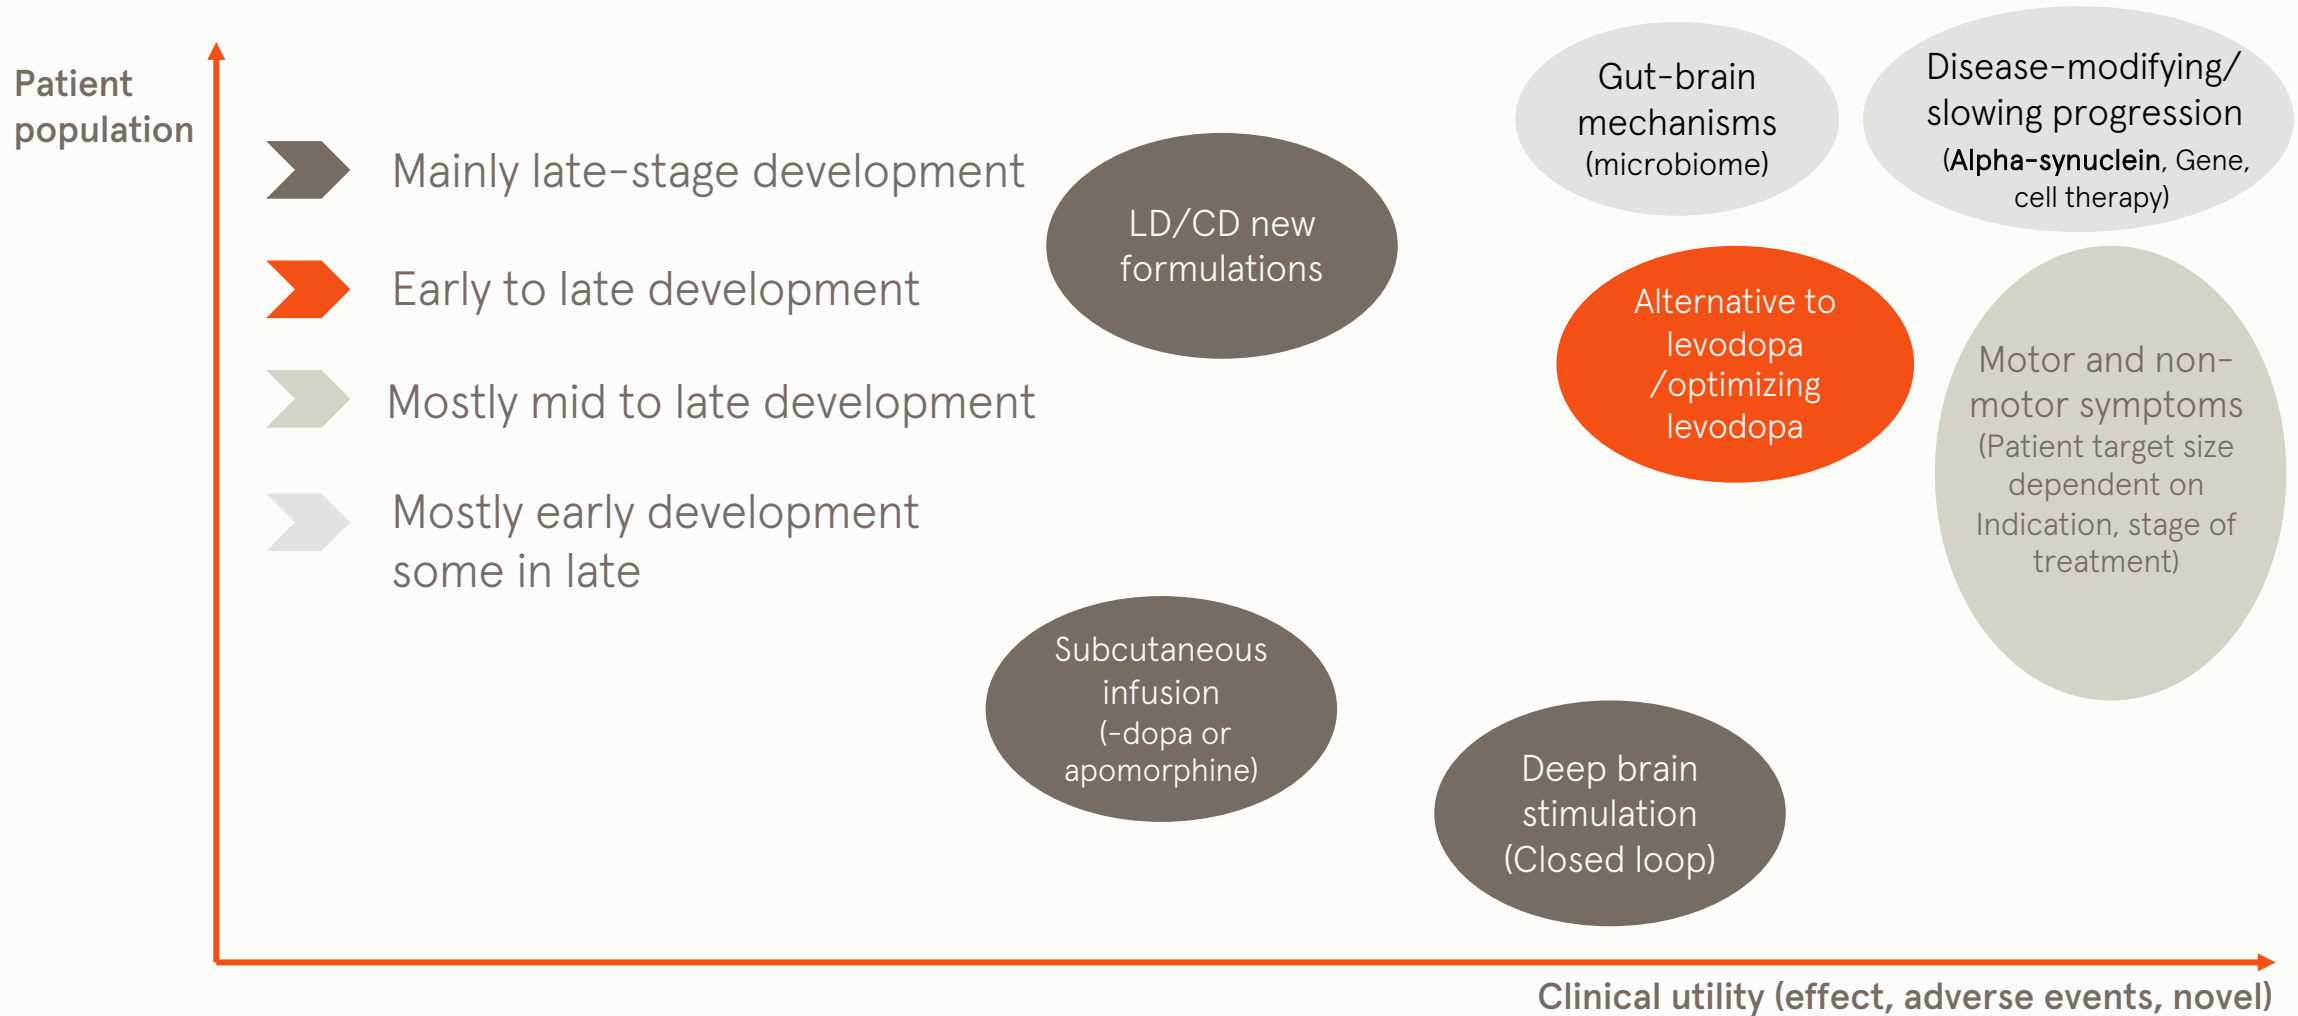 Patient
population
Mainly late-stage development
Early to late development
Mostly mid to late development
Mostly early development
some in late
LD/CD new
formulations
Gut-brain
mechanisms
(microbiome)
Disease-modifying/
slowing progression
(Alpha-synuclein, Gene,
cell therapy)
Alternative to
levodopa
/optimizing
levodopa
Motor and non-
motor symptoms
(Patient target size
dependent on
Indication, stage of
treatment)
Subcutaneous
infusion
(-dopa or
apomorphine)
Deep brain
stimulation
(Closed loop)
Clinical utility (effect, adverse events, novel)